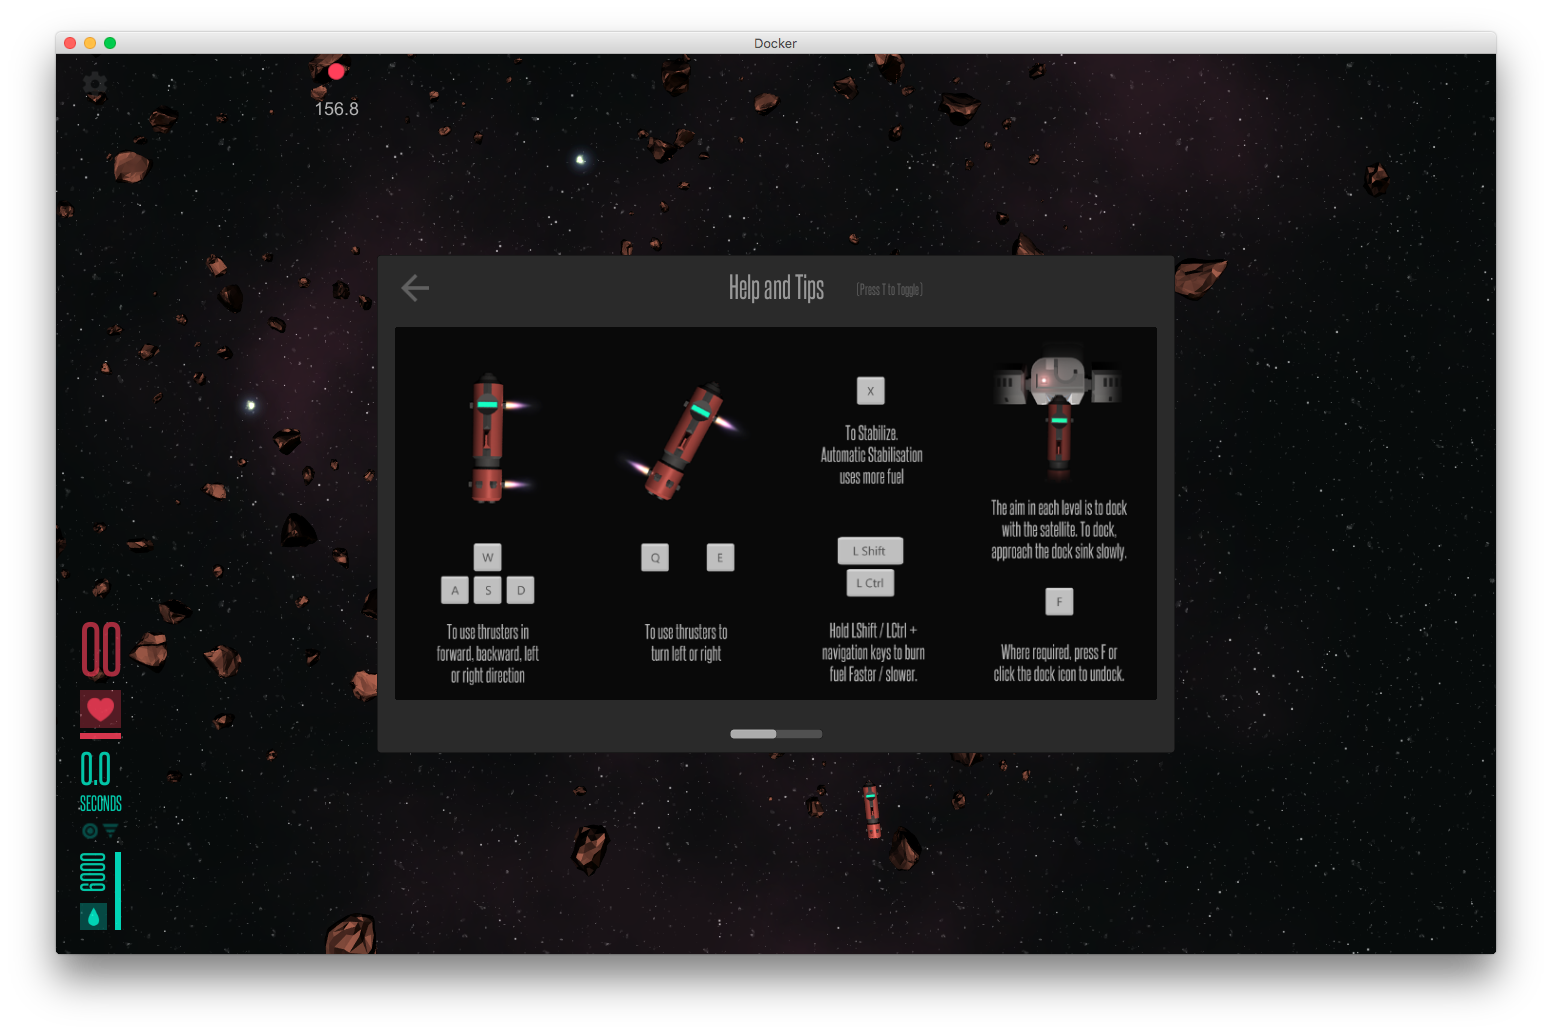 Docker
156.8
Help and Tips
(Press T to Toggle)
X
To Stabilize.
Automatic Stabilisation
uses more fuel
The aim in each level is to dock
with the satellite. To dock,
approach the dock sink slowly.
W
A S D
Q E
L Shift
L Ctrl
F
To use thrusters in
forward, backward, left
or right direction
To use thrusters to
turn left or right
Hold LShift / LCtrl +
navigation keys to burn
fuel Faster / slower.
Where required, press F or
click the dock icon to undock.
00
0.0
SECONDS
6000